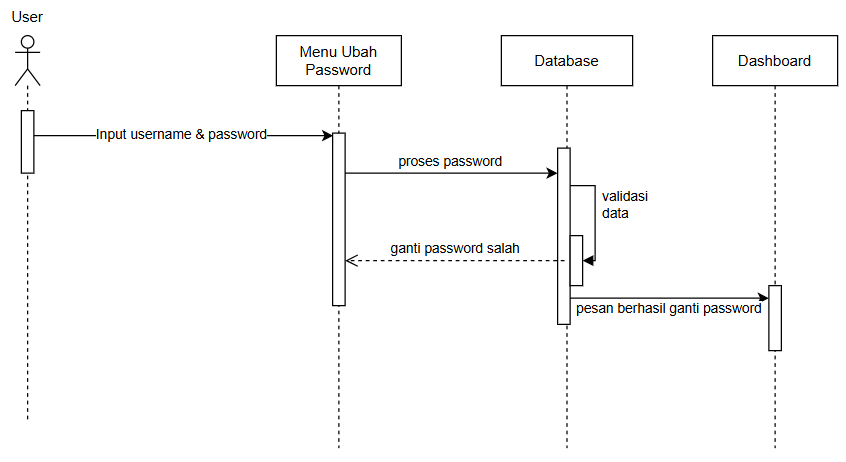 User
Menu Ubah
Password
Database
Dashboard
Input username & password
proses password
validasi
data
ganti password salah
pesan berhasil ganti password